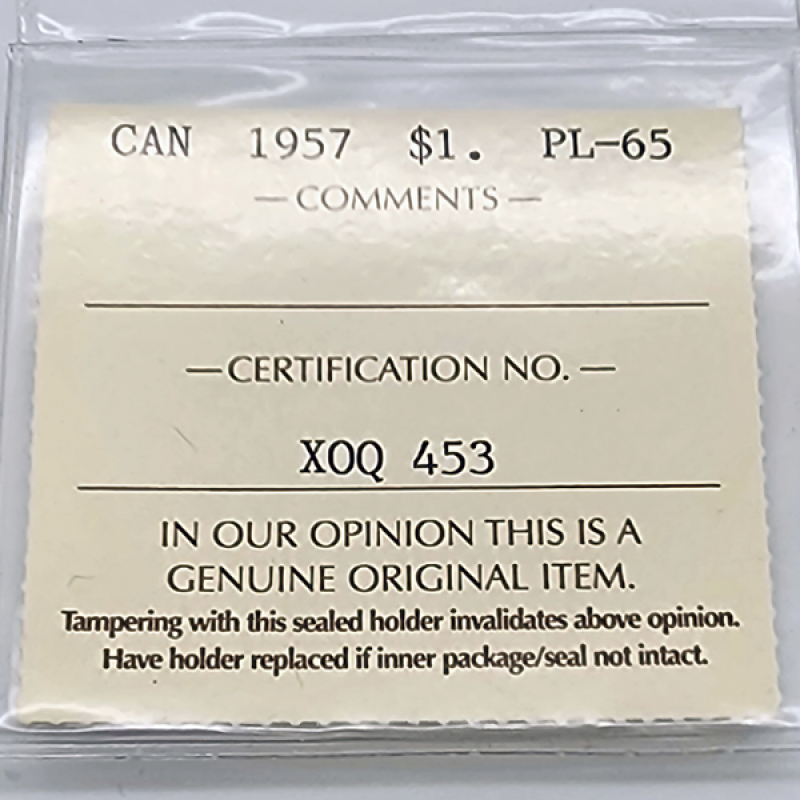 CAN 1957 $1. PL-65
— COMMENTS —
— CERTIFICATION NO. —
XOQ 453
IN OUR OPINION THIS IS A
GENUINE ORIGINAL ITEM.
Tampering with this sealed holder invalidates above opinion.
Have holder replaced if inner package/seal not intact.